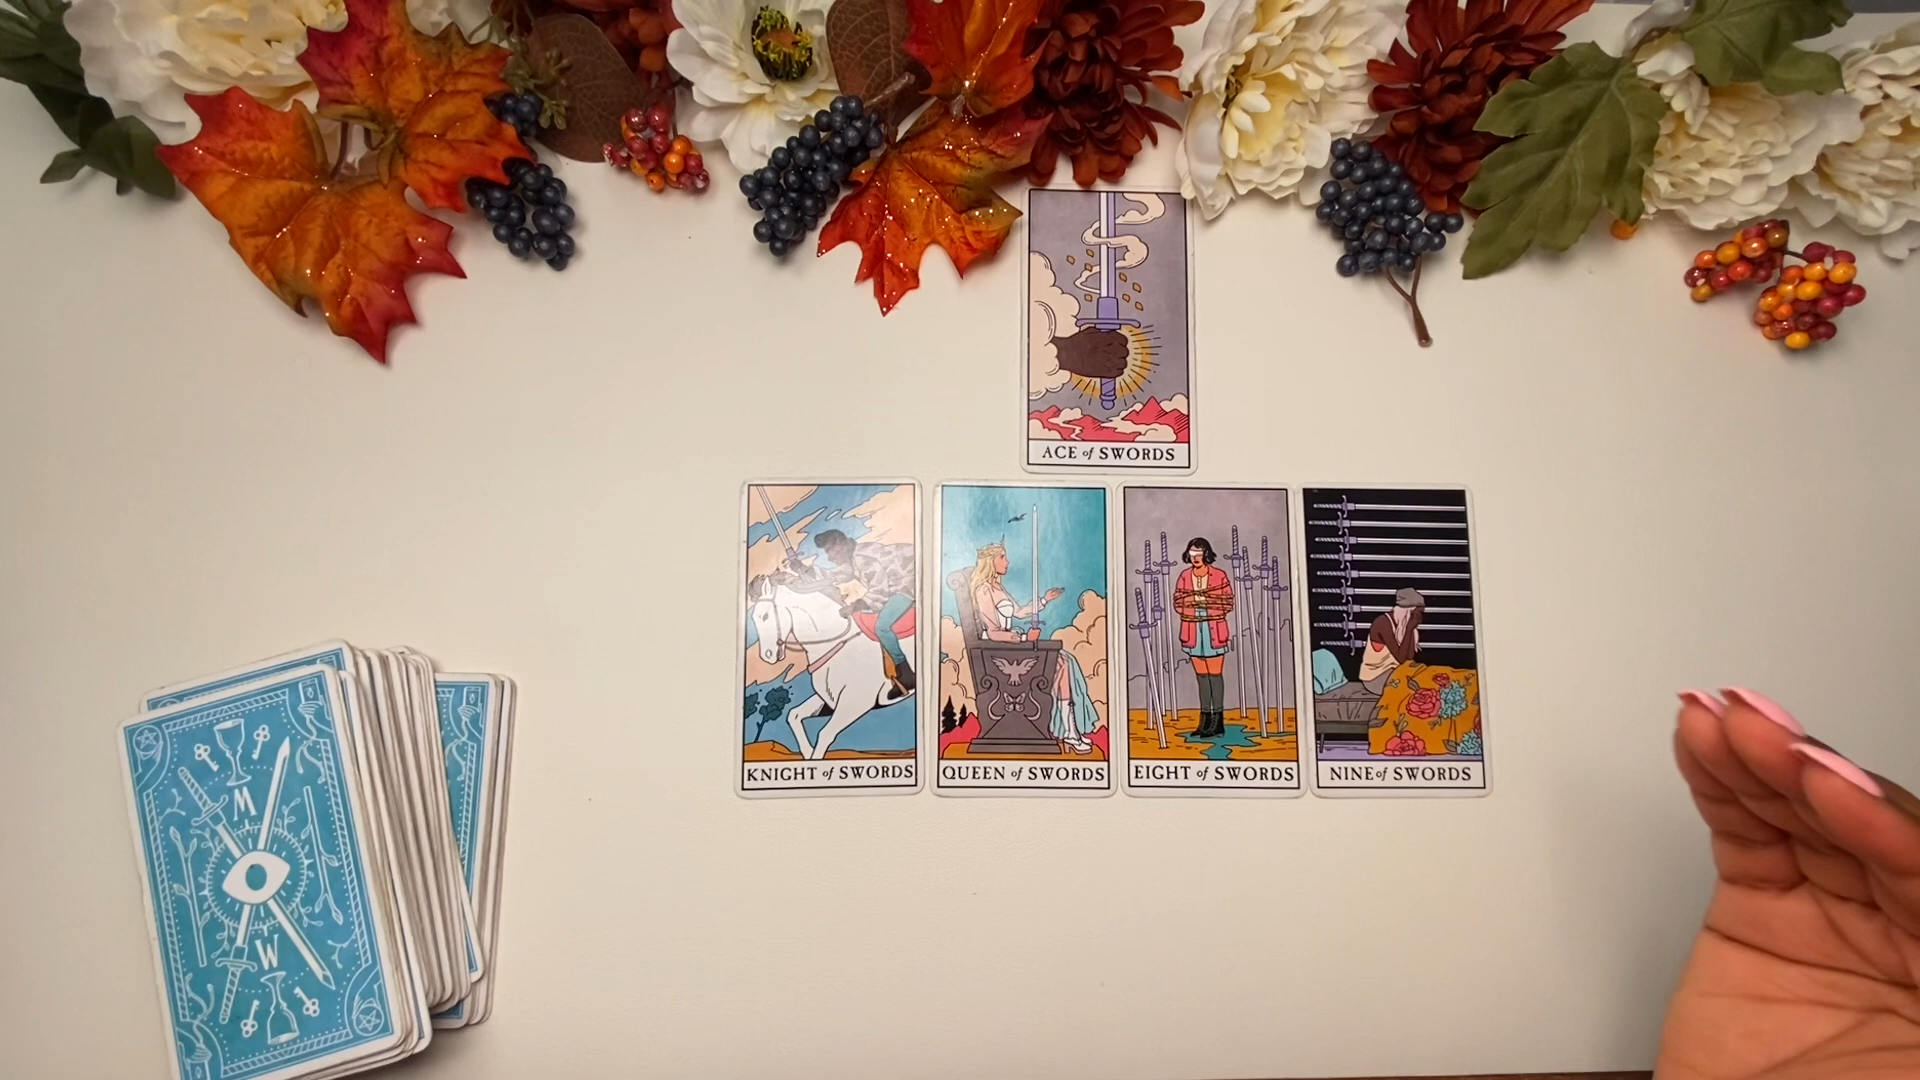 ACE of SWORDS
KNIGHT of SWORDS
QUEEN of SWORDS
EIGHT of SWORDS
NINE of SWORDS
M
W